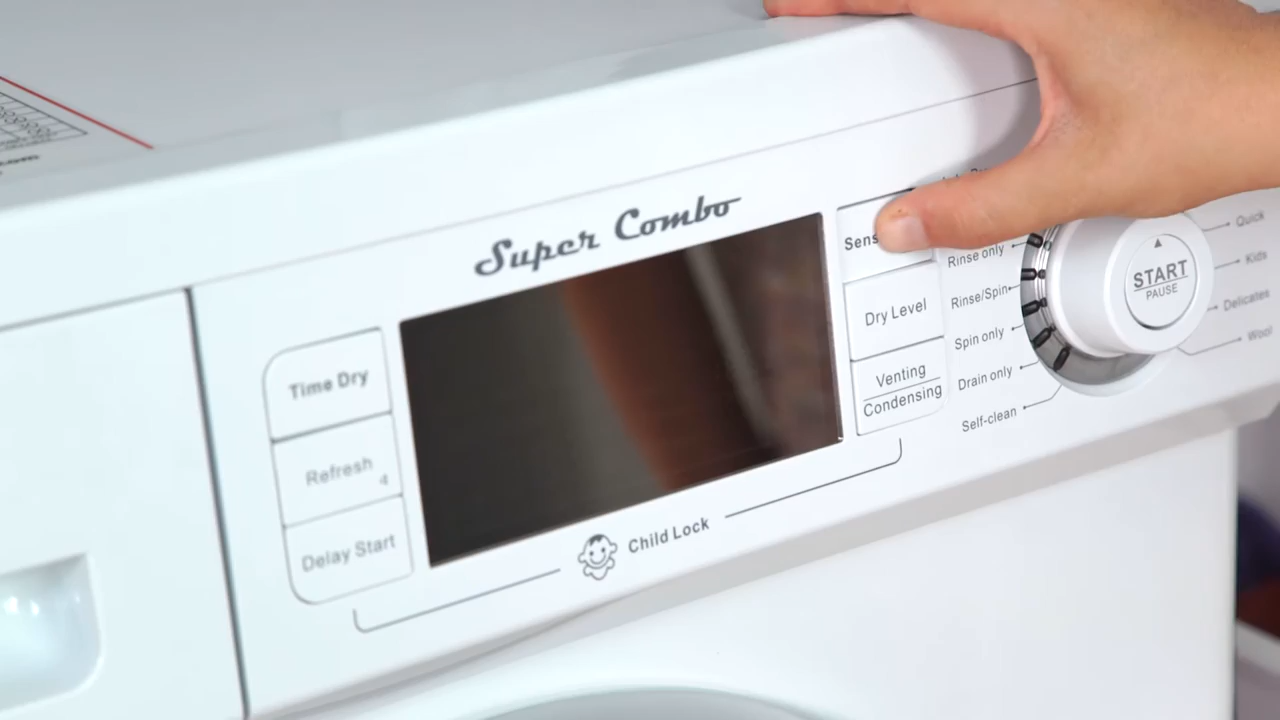 Super Combo
Time Dry
Refresh
4
Delay Start
Child Lock
Dry Level
Venting
Condensing
Rinse only
Rinse/Spin
Spin only
Drain only
Self-clean
START
PAUSE
Quick
Kids
Delicates
Wool